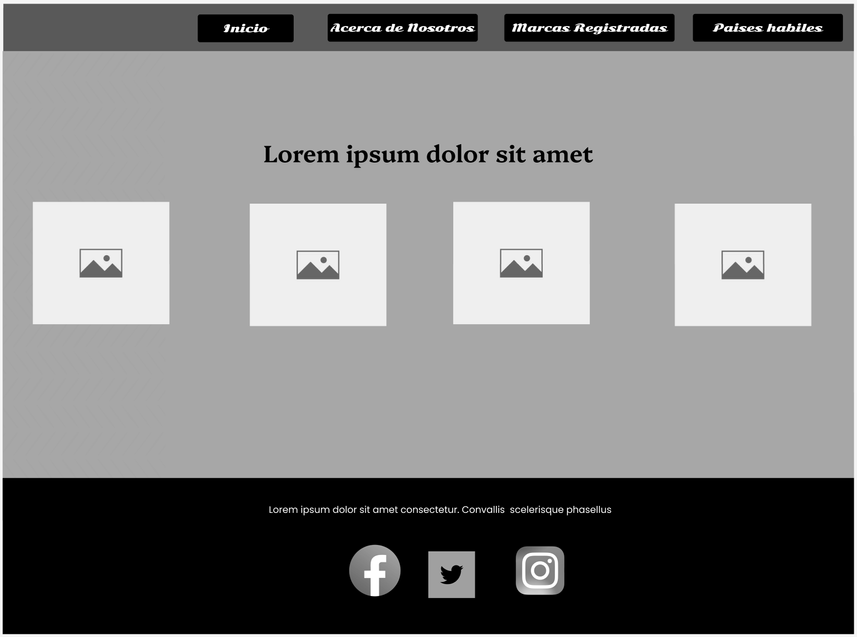 Inicio
Acerca de Nosotros
Marcas Registradas
Paises habiles
Lorem ipsum dolor sit amet
Lorem ipsum dolor sit amet consectetur. Convallis  scelerisque phasellus